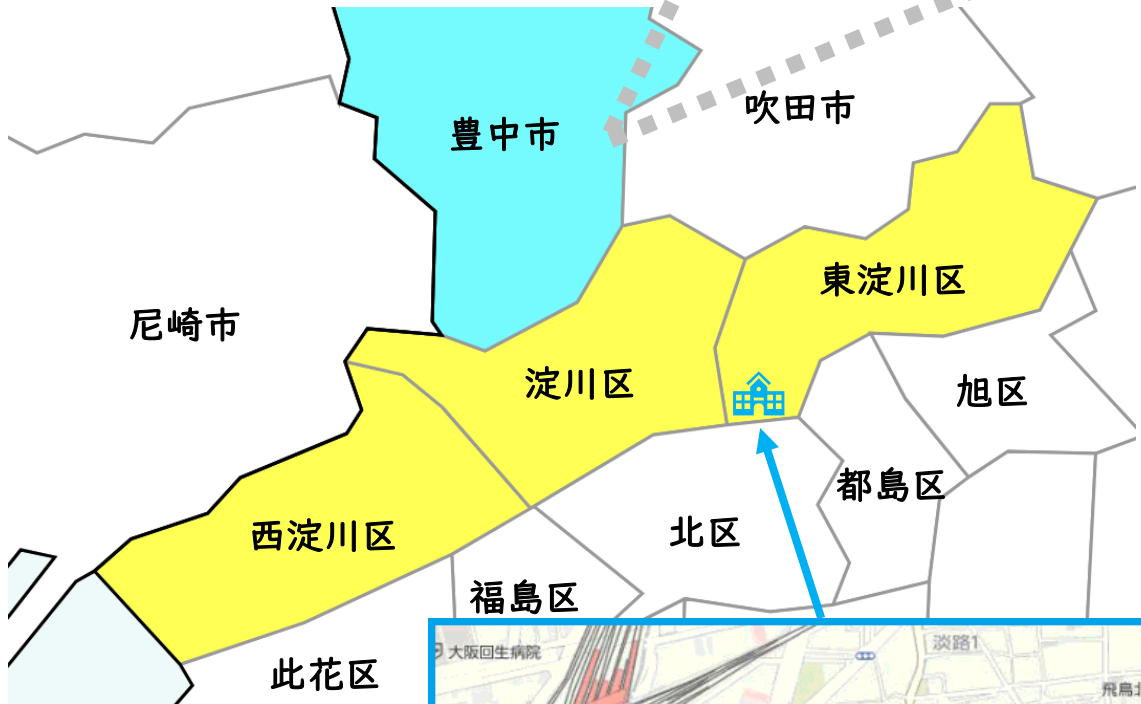 吹田市
豊中市
東淀川区
尼崎市
淀川区
旭区
都島区
西淀川区
北区
福島区
此花区
大阪回生病院
淡路1
飛鳥北